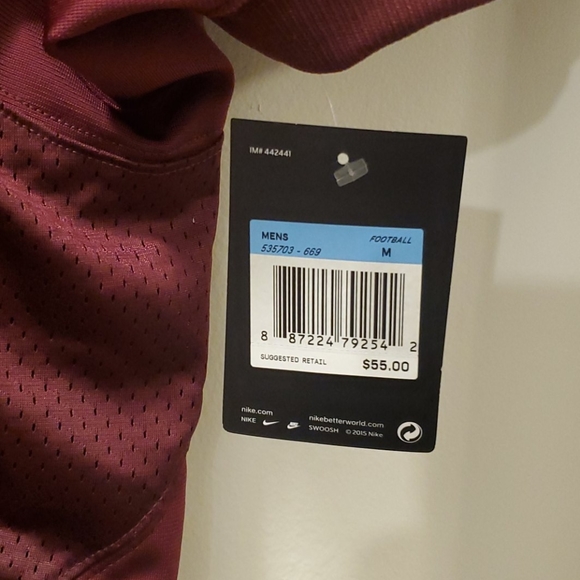 IM# 442441
MENS FOOTBALL
535703 - 669 M
8 87224 79254 2
SUGGESTED RETAIL $55.00
nike.com nikebetterworld.com
NIKE SWOOSH © 2015 Nike